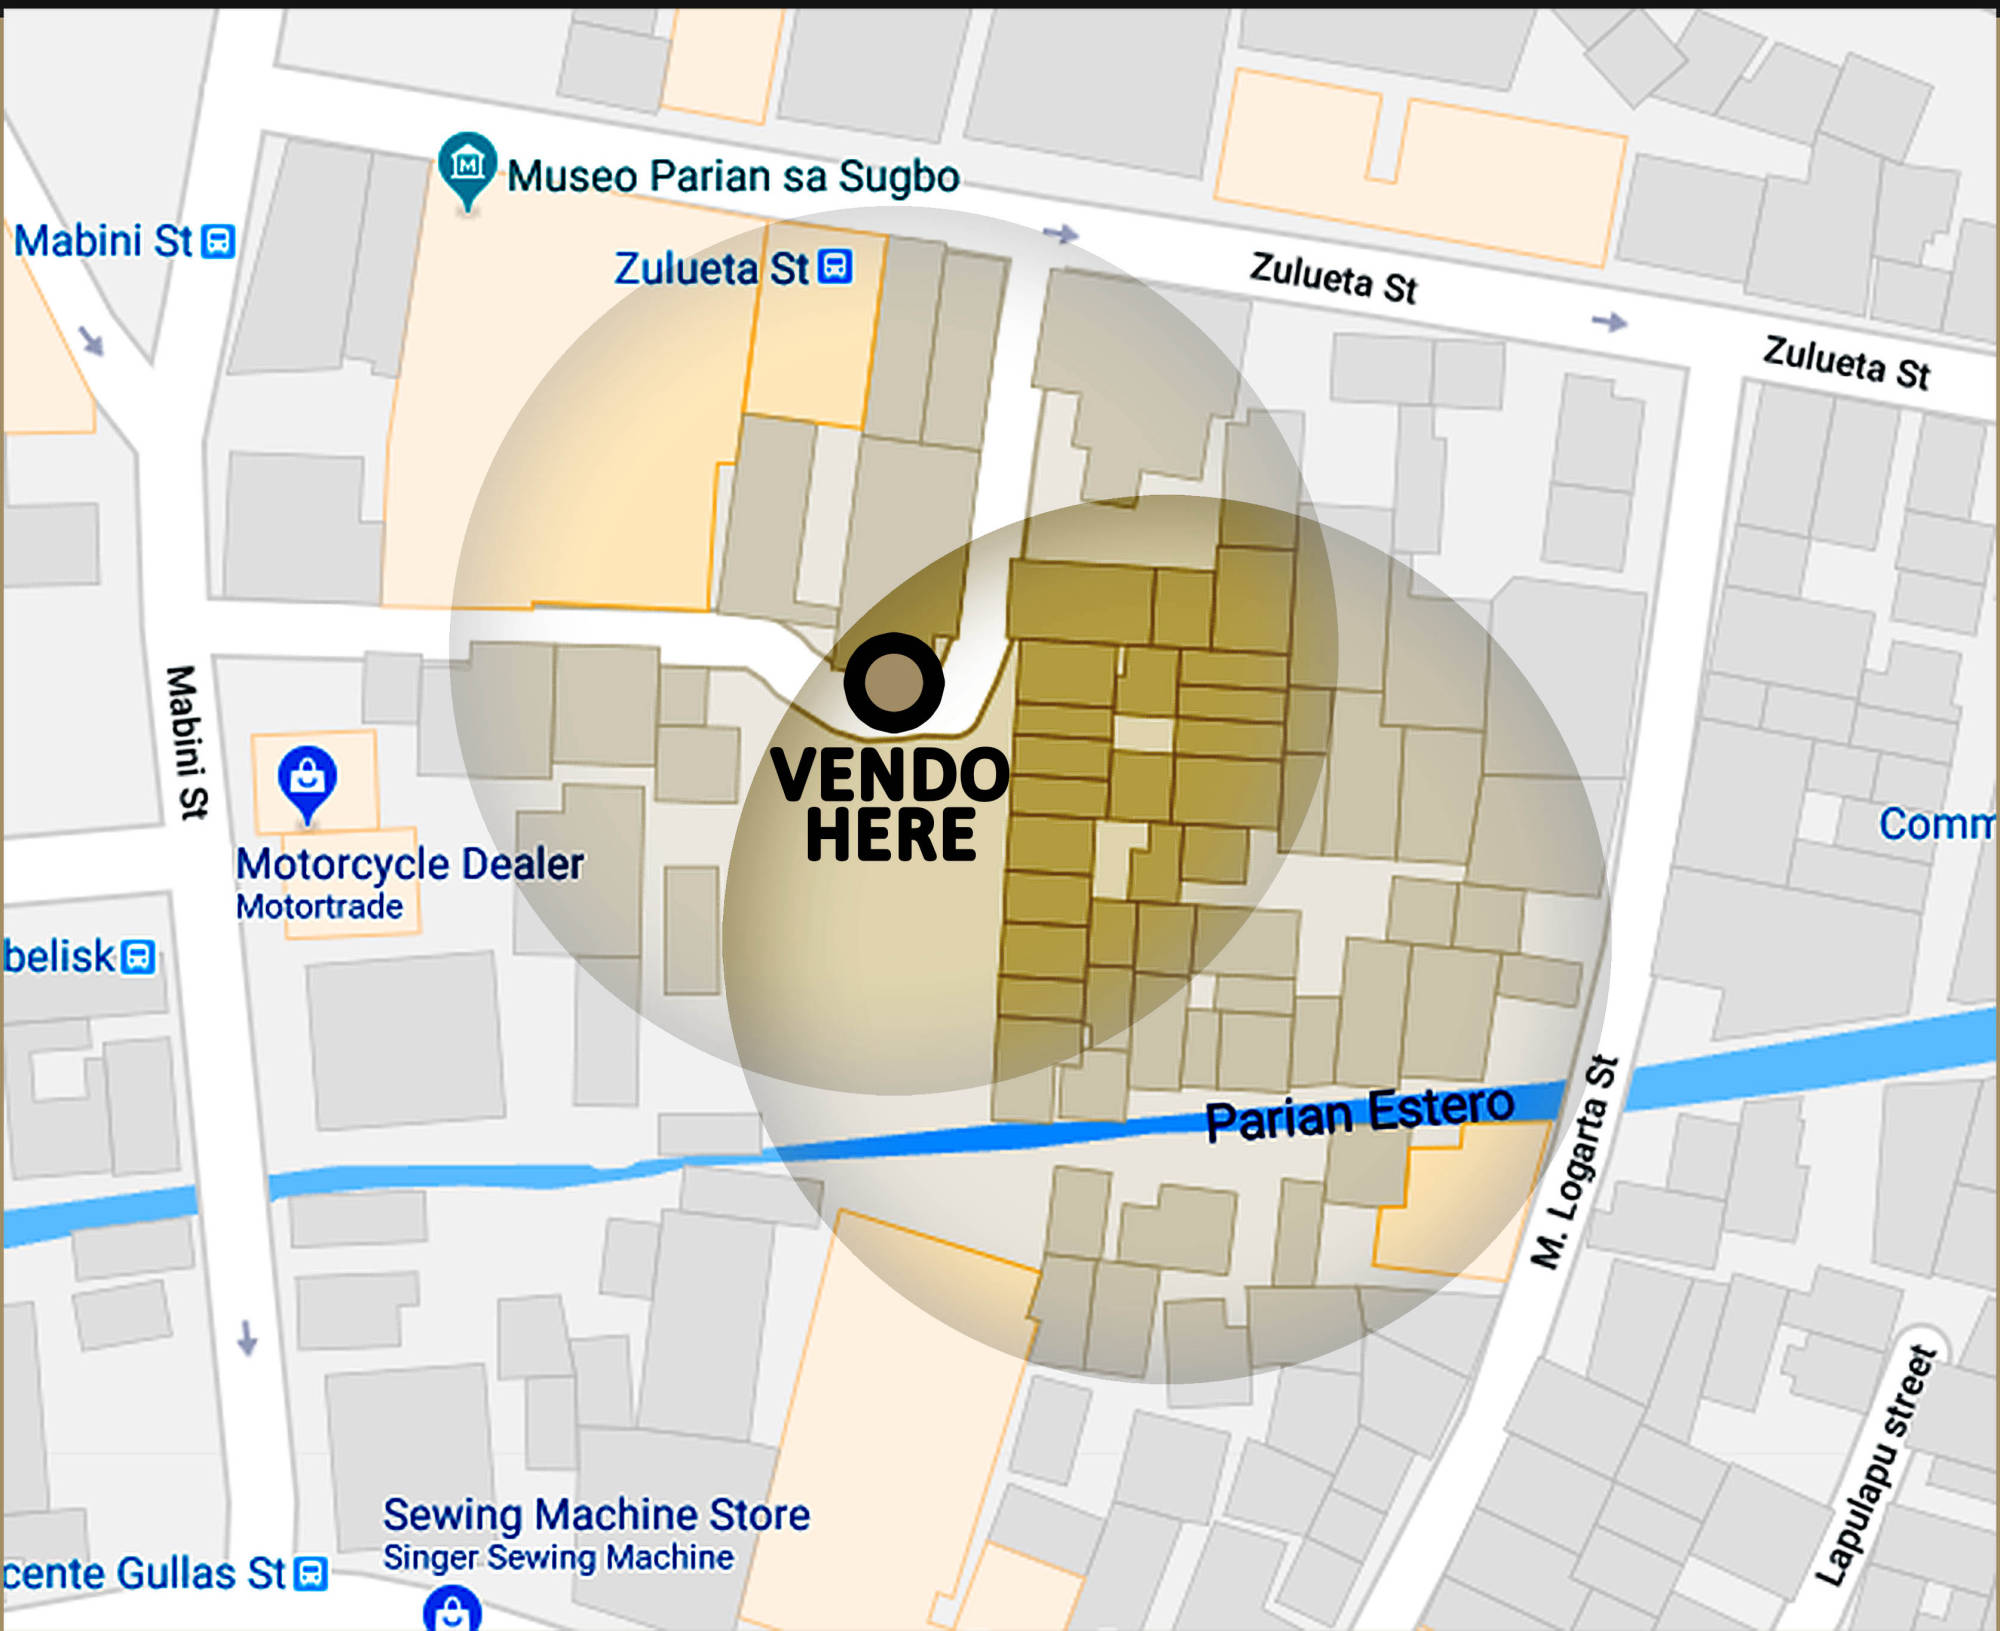 Museo Parian sa Sugbo
Mabini St
Zulueta St
Zulueta St
Zulueta St
Mabini St
VENDO
HERE
Motorcycle Dealer
Motortrade
Comm
belisk
Parian Estero
M. Logarta St
Lapulapu street
Sewing Machine Store
Singer Sewing Machine
cente Gullas St